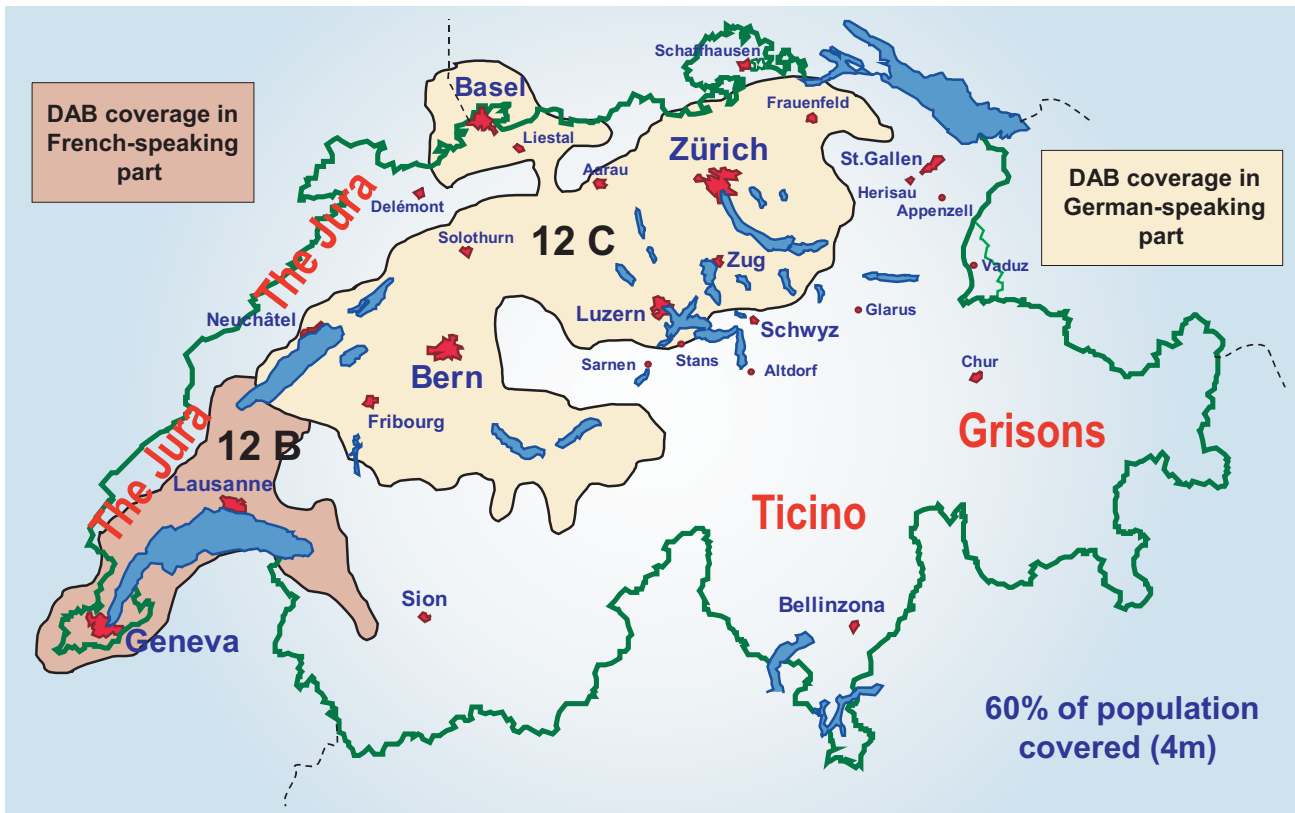 Schaffhausen
Basel
DAB coverage in
French-speaking
part
Frauenfeld
Liestal
Zürich
St.Gallen
Aarau
Herisau
Delémont
Appenzell
DAB coverage in
German-speaking
part
The Jura
Solothurn
12 C
Zug
Vaduz
Neuchâtel
Luzern
Schwyz
Glarus
Bern
Sarnen
Stans
Altdorf
Chur
Fribourg
Grisons
12 B
The Jura
Lausanne
Ticino
Sion
Bellinzona
Geneva
60% of population
covered (4m)